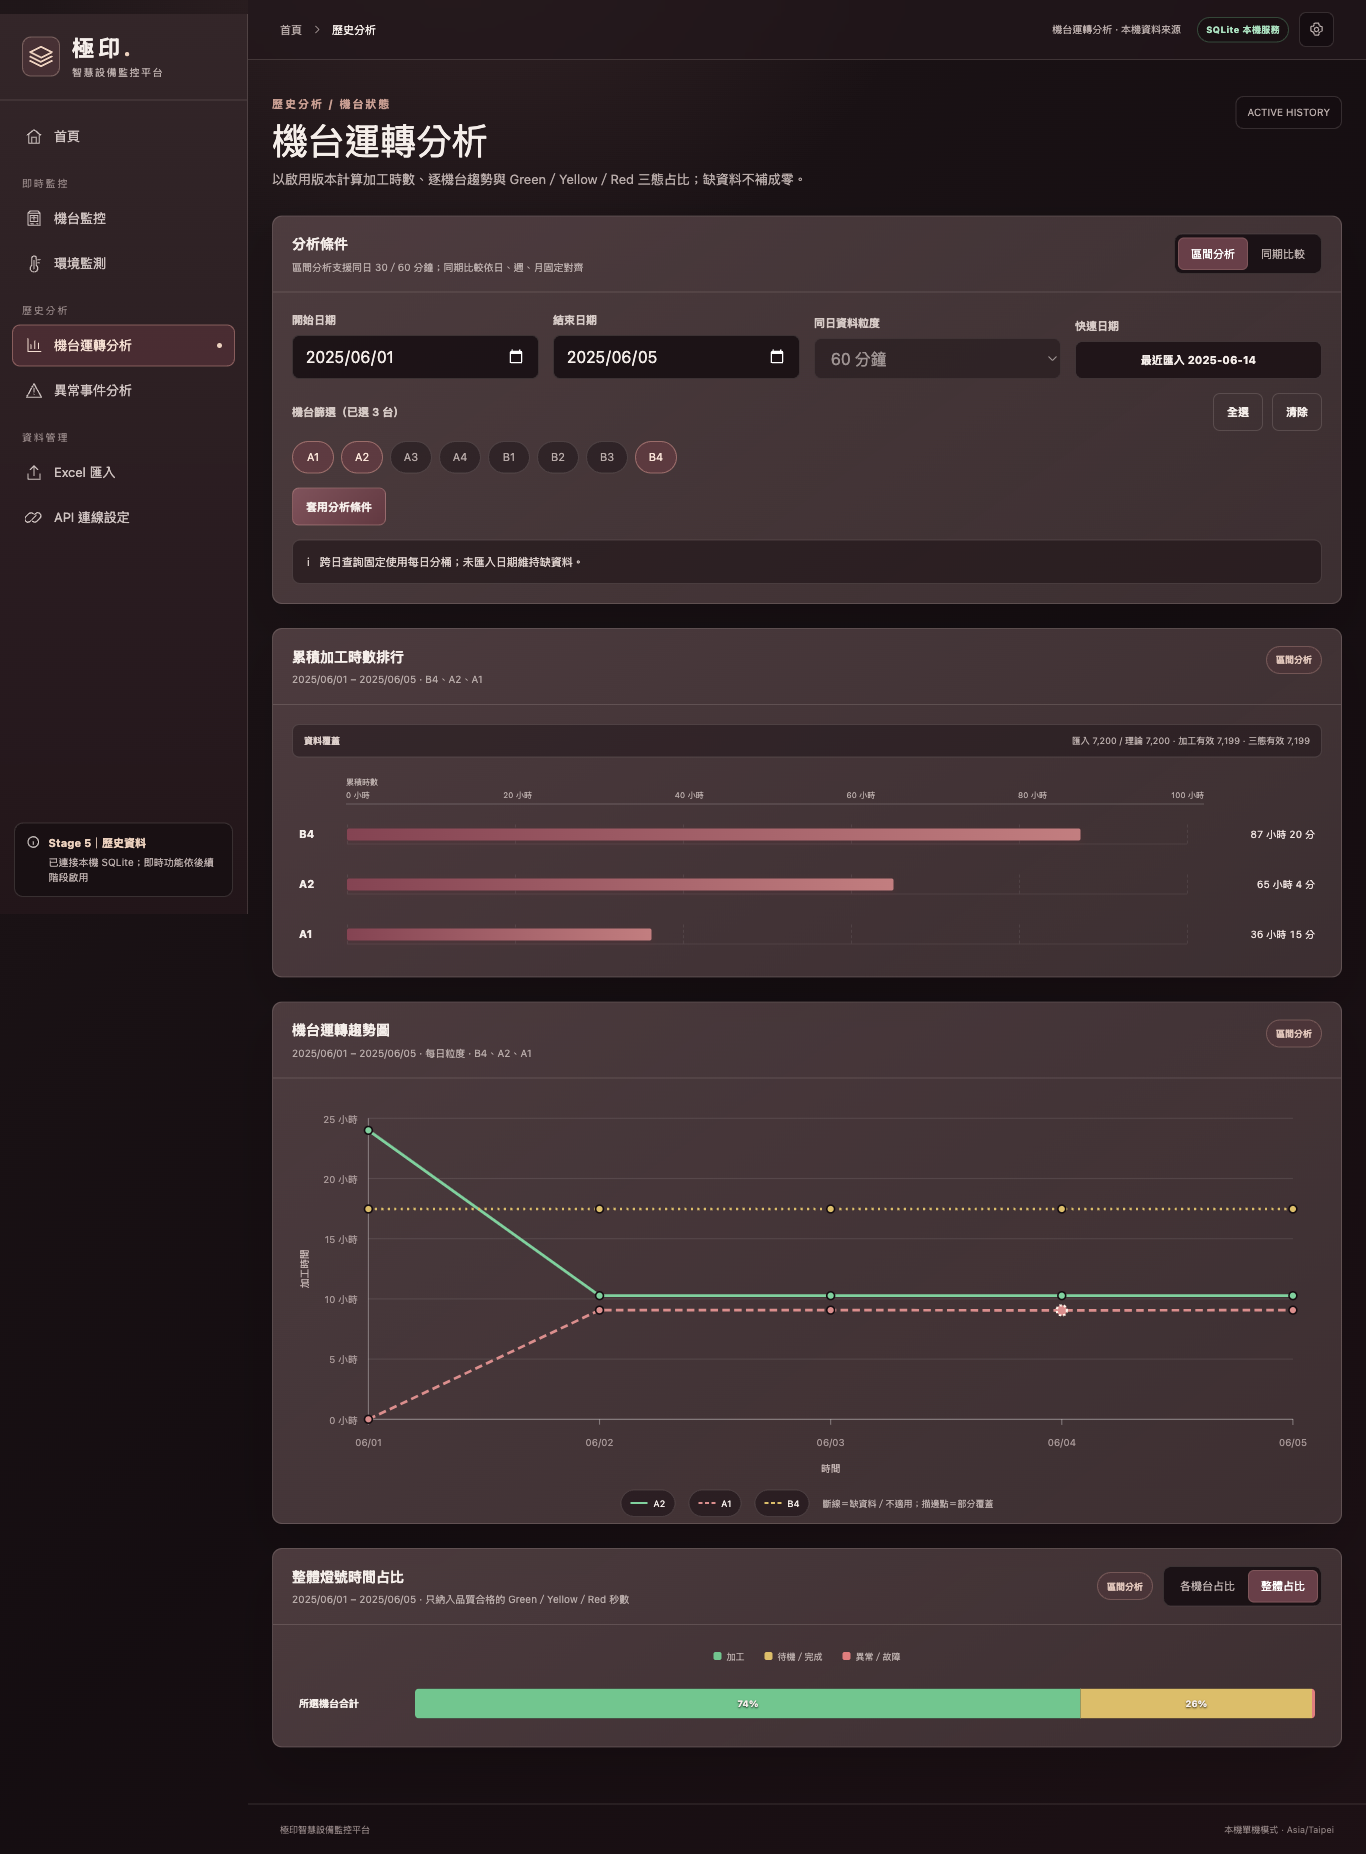 極印.
智慧設備監控平台
首頁
即時監控
機台監控
環境監測
歷史分析
機台運轉分析
異常事件分析
資料管理
Excel 匯入
API 連線設定
Stage 5｜歷史資料
已連接本機 SQLite；即時功能依後續
階段啟用
首頁 > 歷史分析
機台運轉分析 · 本機資料來源
SQLite 本機服務
歷史分析 / 機台狀態
機台運轉分析
以啟用版本計算加工時數、逐機台趨勢與 Green / Yellow / Red 三態占比；缺資料不補成零。
ACTIVE HISTORY
分析條件
區間分析支援同日 30 / 60 分鐘；同期比較依日、週、月固定對齊
區間分析
同期比較
開始日期
結束日期
同日資料粒度
快速日期
2025/06/01
2025/06/05
60 分鐘
最近匯入 2025-06-14
機台篩選（已選 3 台）
全選
清除
A1
A2
A3
A4
B1
B2
B3
B4
套用分析條件
i 跨日查詢固定使用每日分桶；未匯入日期維持缺資料。
累積加工時數排行
2025/06/01 – 2025/06/05 · B4、A2、A1
區間分析
資料覆蓋
匯入 7,200 / 理論 7,200 · 加工有效 7,199 · 三態有效 7,199
累積時數
0 小時
20 小時
40 小時
60 小時
80 小時
100 小時
B4
87 小時 20 分
A2
65 小時 4 分
A1
36 小時 15 分
機台運轉趨勢圖
2025/06/01 – 2025/06/05 · 每日粒度 · B4、A2、A1
區間分析
加工時間
25 小時
20 小時
15 小時
10 小時
5 小時
0 小時
06/01
06/02
06/03
06/04
06/05
時間
A2
A1
B4
斷線＝缺資料 / 不適用；描邊點＝部分覆蓋
整體燈號時間占比
2025/06/01 – 2025/06/05 · 只納入品質合格的 Green / Yellow / Red 秒數
區間分析
各機台占比
整體占比
加工
待機 / 完成
異常 / 故障
所選機台合計
74%
26%
極印智慧設備監控平台
本機單機模式 · Asia/Taipei